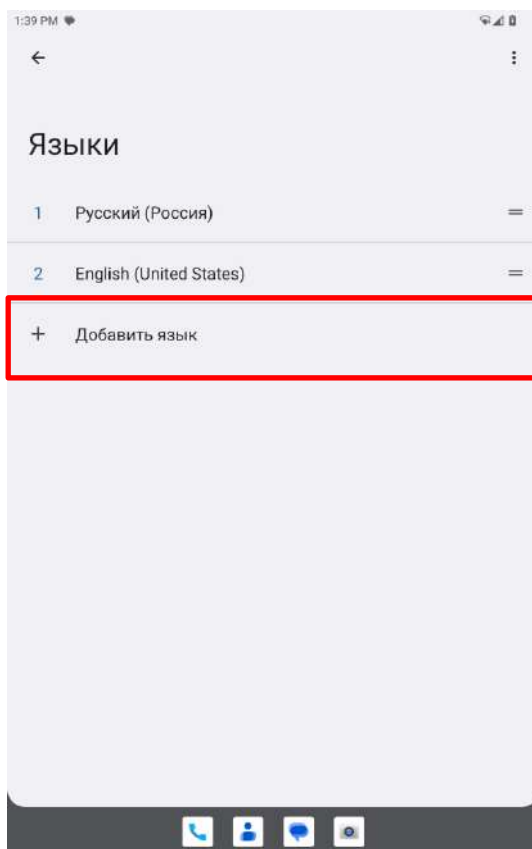 1:39 PM
Языки
1 Русский (Россия)
2 English (United States)
+ Добавить язык